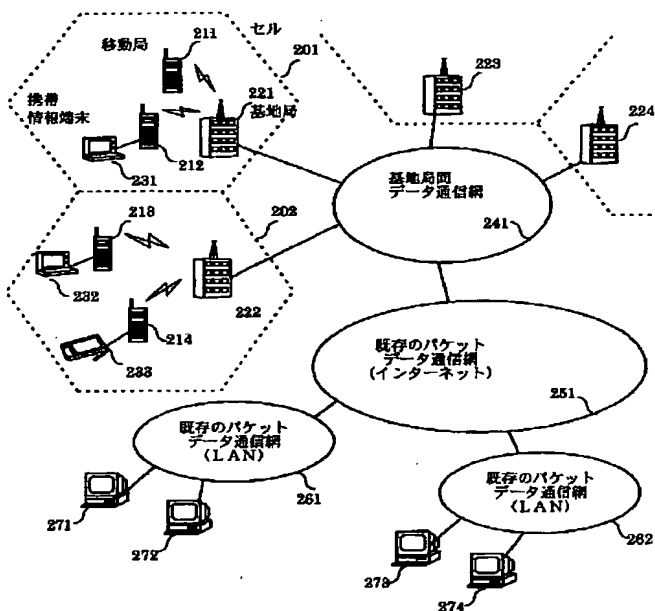 セル
移動局
211
201
221
基地局
携帯
情報端末
212
231
223
224
基地局間
データ通信網
241
202
213
232
222
214
233
既存のパケット
データ通信網
(インターネット)
251
既存のパケット
データ通信網
(LAN)
261
271
272
既存のパケット
データ通信網
(LAN)
262
273
274